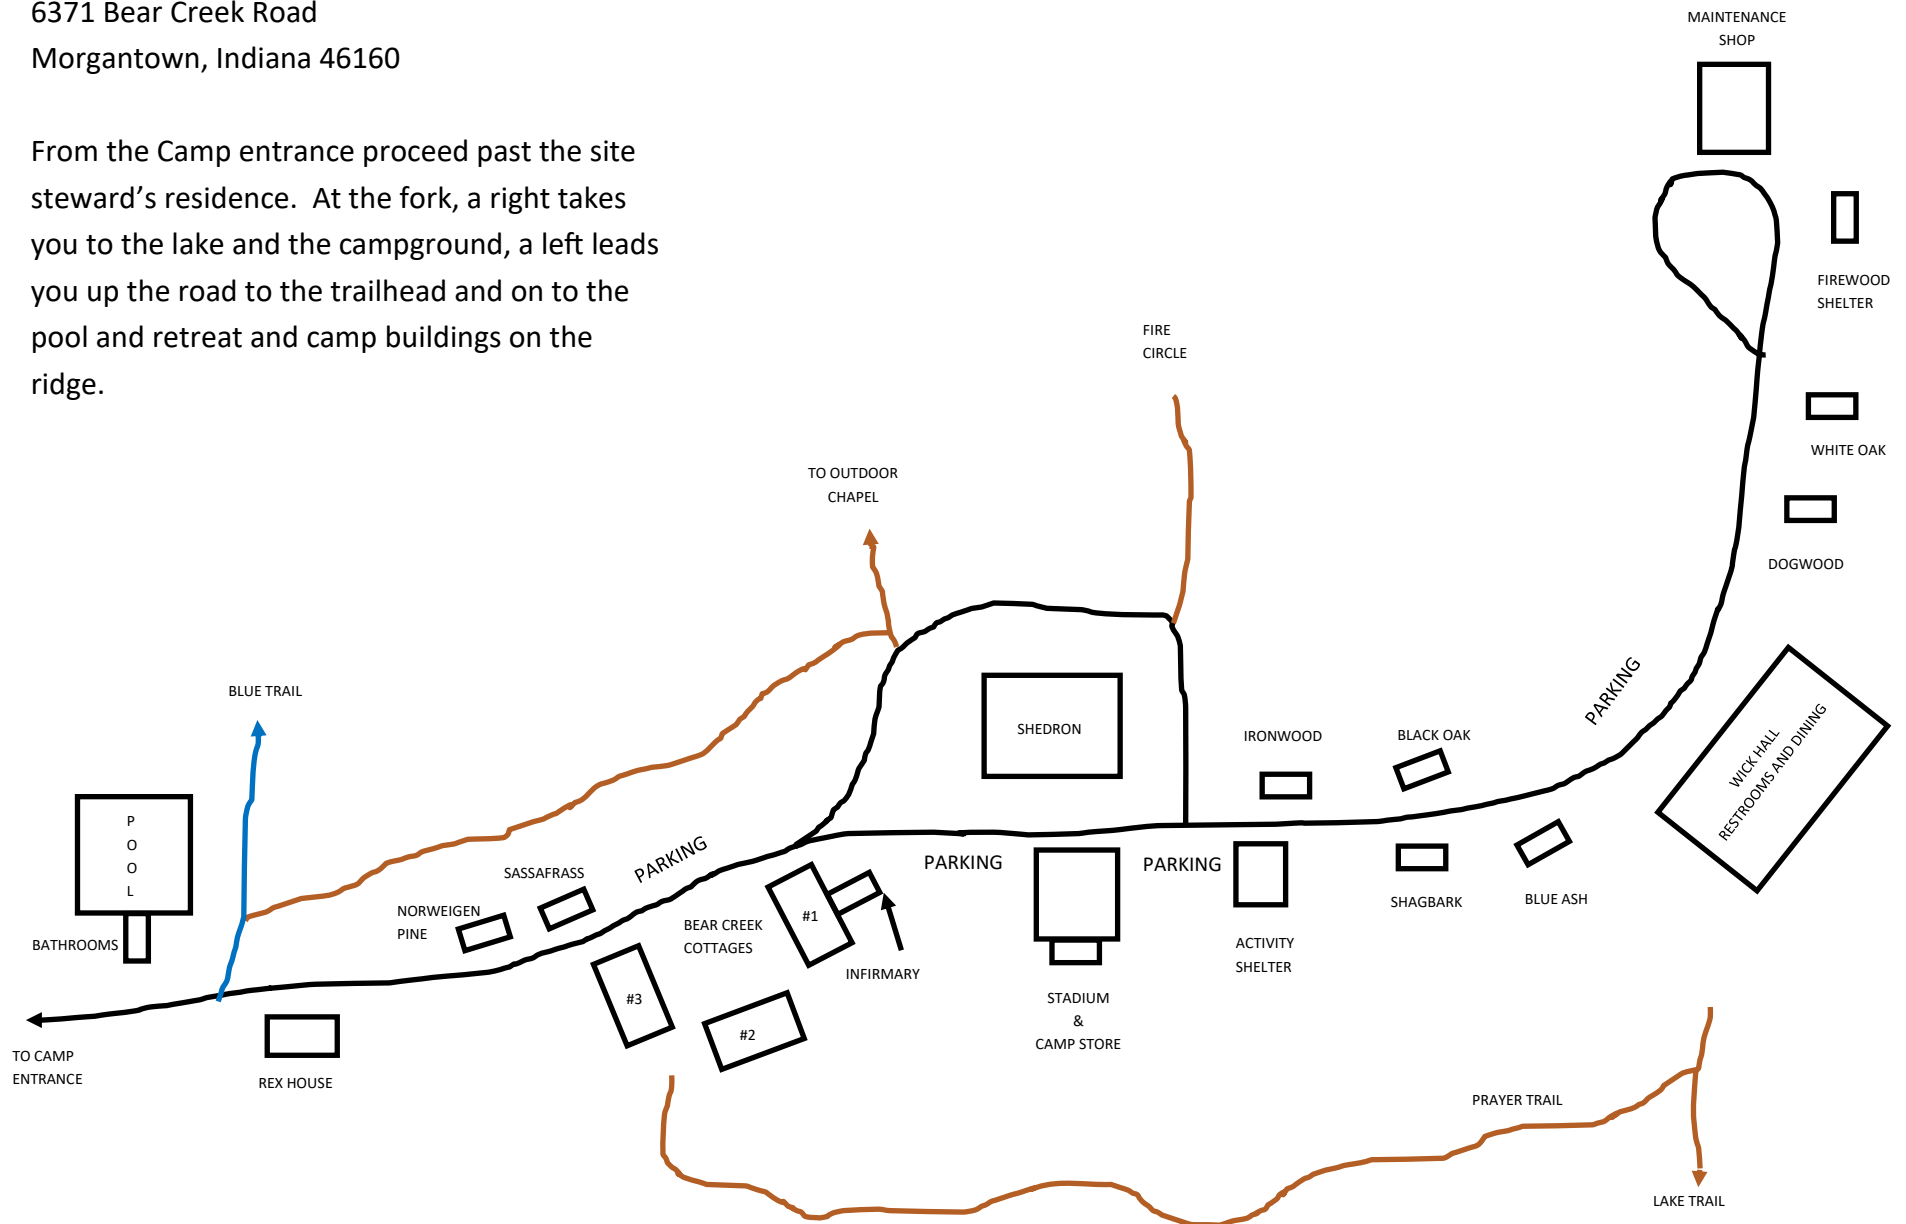 6371 Bear Creek Road
Morgantown, Indiana 46160
From the Camp entrance proceed past the site
steward’s residence.  At the fork, a right takes
you to the lake and the campground, a left leads
you up the road to the trailhead and on to the
pool and retreat and camp buildings on the
ridge.
MAINTENANCE
SHOP
FIREWOOD
SHELTER
FIRE
CIRCLE
WHITE OAK
TO OUTDOOR
CHAPEL
DOGWOOD
BLUE TRAIL
PARKING
SHEDRON
IRONWOOD
BLACK OAK
WICK HALL
RESTROOMS AND DINING
P
O
O
L
PARKING
PARKING
PARKING
SASSAFRASS
NORWEIGEN
PINE
BATHROOMS
BEAR CREEK
COTTAGES
#1
INFIRMARY
#3
#2
SHAGBARK
BLUE ASH
ACTIVITY
SHELTER
STADIUM
&
CAMP STORE
TO CAMP
ENTRANCE
REX HOUSE
PRAYER TRAIL
LAKE TRAIL